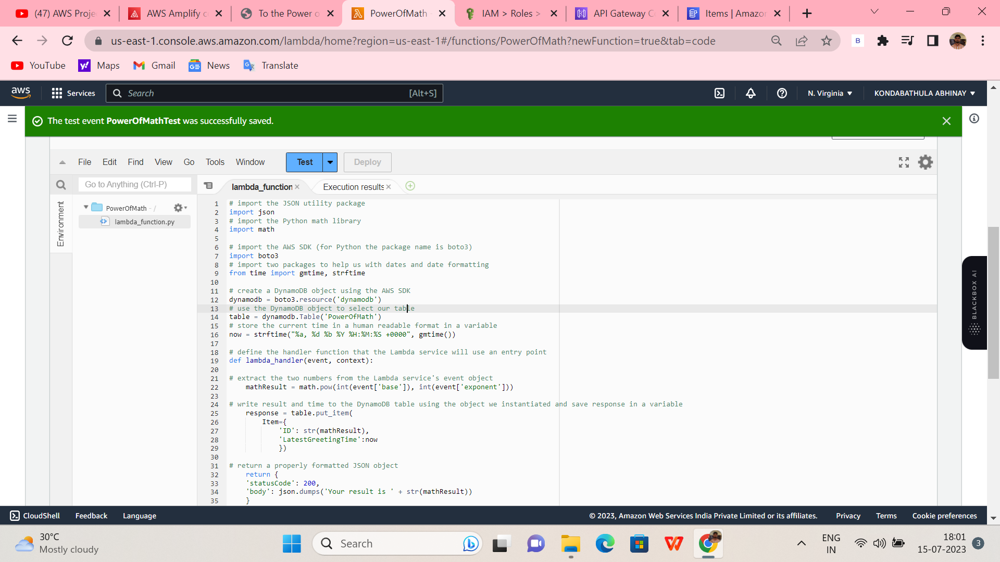 (47) AWS Proje
AWS Amplify c
To the Power o
PowerOfMath -
IAM > Roles >
API Gateway C
Items | Amazon
us-east-1.console.aws.amazon.com/lambda/home?region=us-east-1#/functions/PowerOfMath?newFunction=true&tab=code
B
YouTube
Maps
Gmail
News
Translate
aws
Services
Search
[Alt+S]
N. Virginia
KONDABATHULA ABHINAY
The test event PowerOfMathTest was successfully saved.
File Edit Find View Go Tools Window
Test
Deploy
Go to Anything (Ctrl-P)
lambda_function
Execution results
Environment
PowerOfMath - /
lambda_function.py
1 # import the JSON utility package
2 import json
3 # import the Python math library
4 import math
5
6 # import the AWS SDK (for Python the package name is boto3)
7 import boto3
8 # import two packages to help us with dates and date formatting
9 from time import gmtime, strftime
10
11 # create a DynamoDB object using the AWS SDK
12 dynamodb = boto3.resource('dynamodb')
13 # use the DynamoDB object to select our table
14 table = dynamodb.Table('PowerOfMath')
15 # store the current time in a human readable format in a variable
16 now = strftime("%a, %d %b %Y %H:%M:%S +0000", gmtime())
17
18 # define the handler function that the Lambda service will use an entry point
19 def lambda_handler(event, context):
20
21 # extract the two numbers from the Lambda service's event object
22 mathResult = math.pow(int(event['base']), int(event['exponent']))
23
24 # write result and time to the DynamoDB table using the object we instantiated and save response in a variable
25 response = table.put_item(
26 Item={
27 'ID': str(mathResult),
28 'LatestGreetingTime':now
29 })
30
31 # return a properly formatted JSON object
32 return {
33 'statusCode': 200,
34 'body': json.dumps('Your result is ' + str(mathResult))
35 }
BLACKBOX AI
CloudShell
Feedback
Language
© 2023, Amazon Web Services India Private Limited or its affiliates.
Privacy
Terms
Cookie preferences
30°C
Mostly cloudy
Search
ENG
IN
18:01
15-07-2023
3